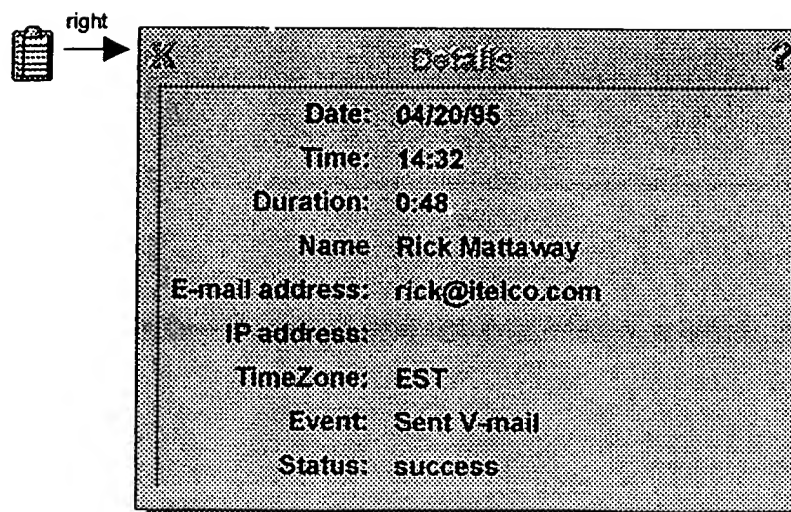 right
X Details ?
Date: 04/20/95
Time: 14:32
Duration: 0:48
Name Rick Mattaway
E-mail address: rick@itelco.com
IP address:
TimeZone: EST
Event: Sent V-mail
Status: success